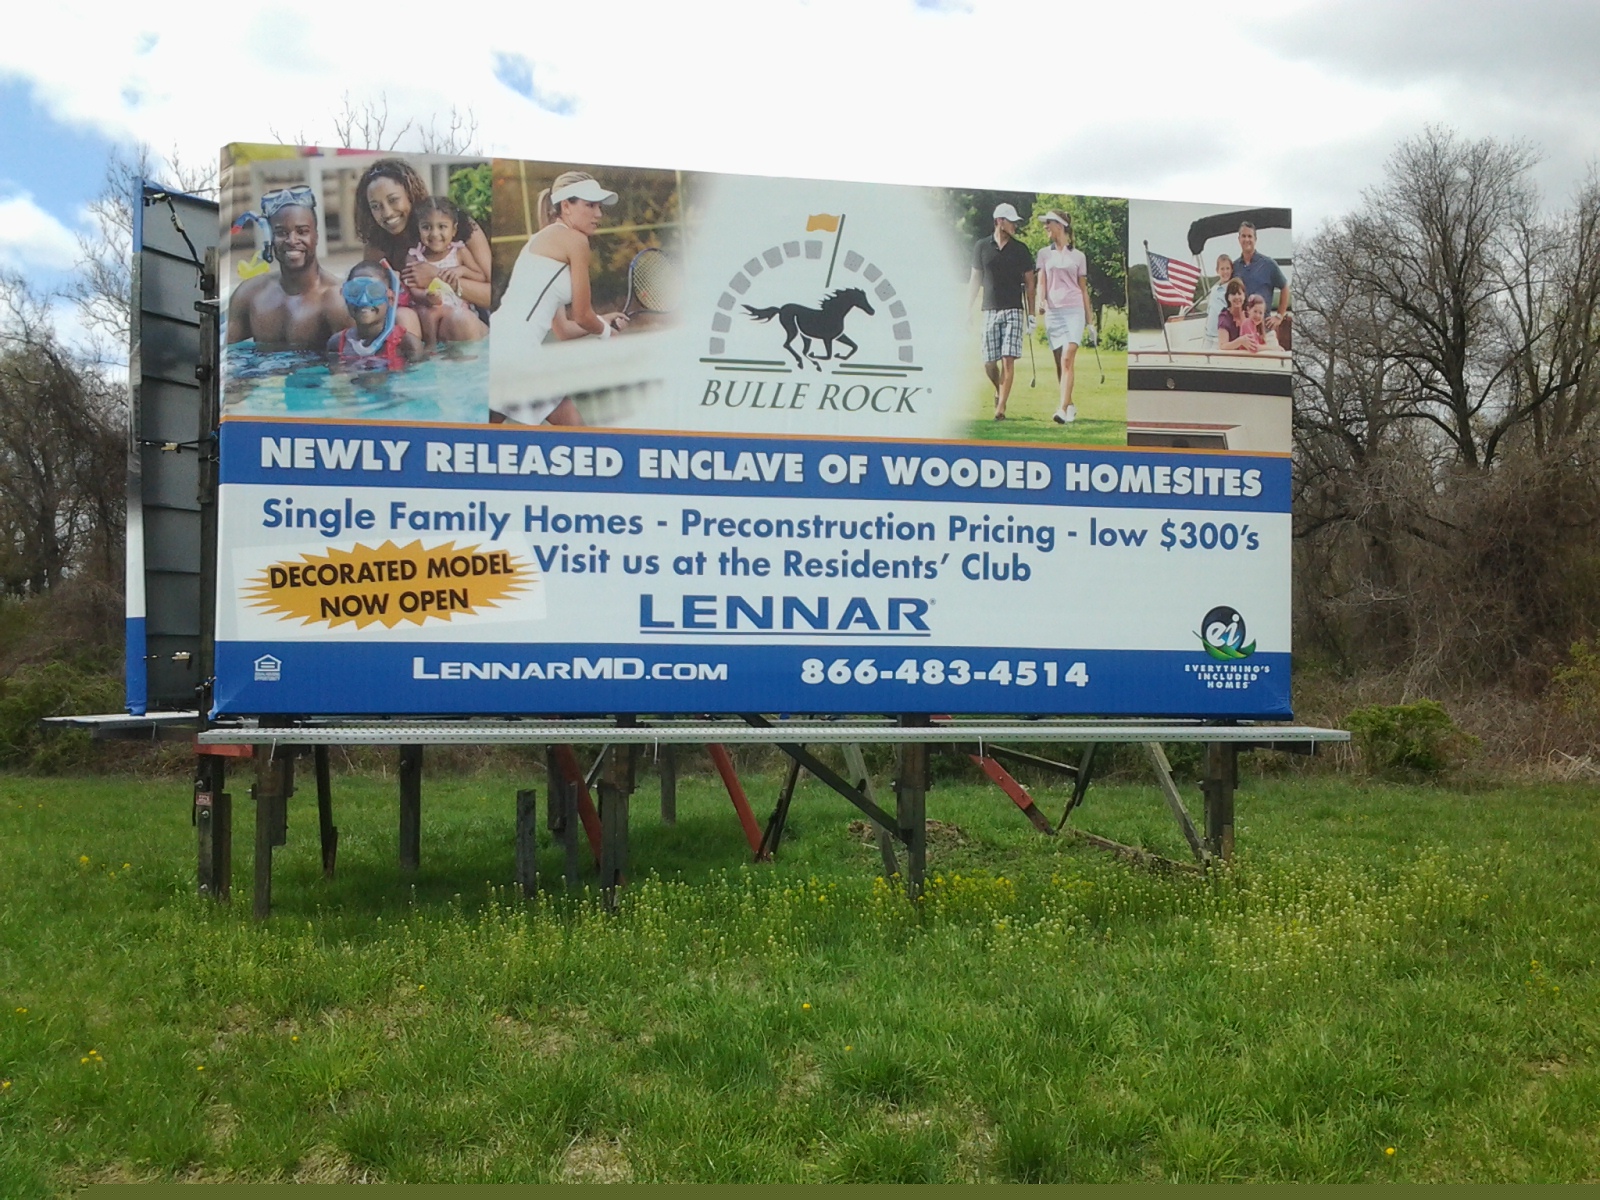 BULLE ROCK®
NEWLY RELEASED ENCLAVE OF WOODED HOMESITES
Single Family Homes - Preconstruction Pricing - low $300's
Visit us at the Residents' Club
DECORATED MODEL
NOW OPEN
LENNAR®
ei
EVERYTHING'S
INCLUDED
HOMES
LENNARMD.COM 866-483-4514